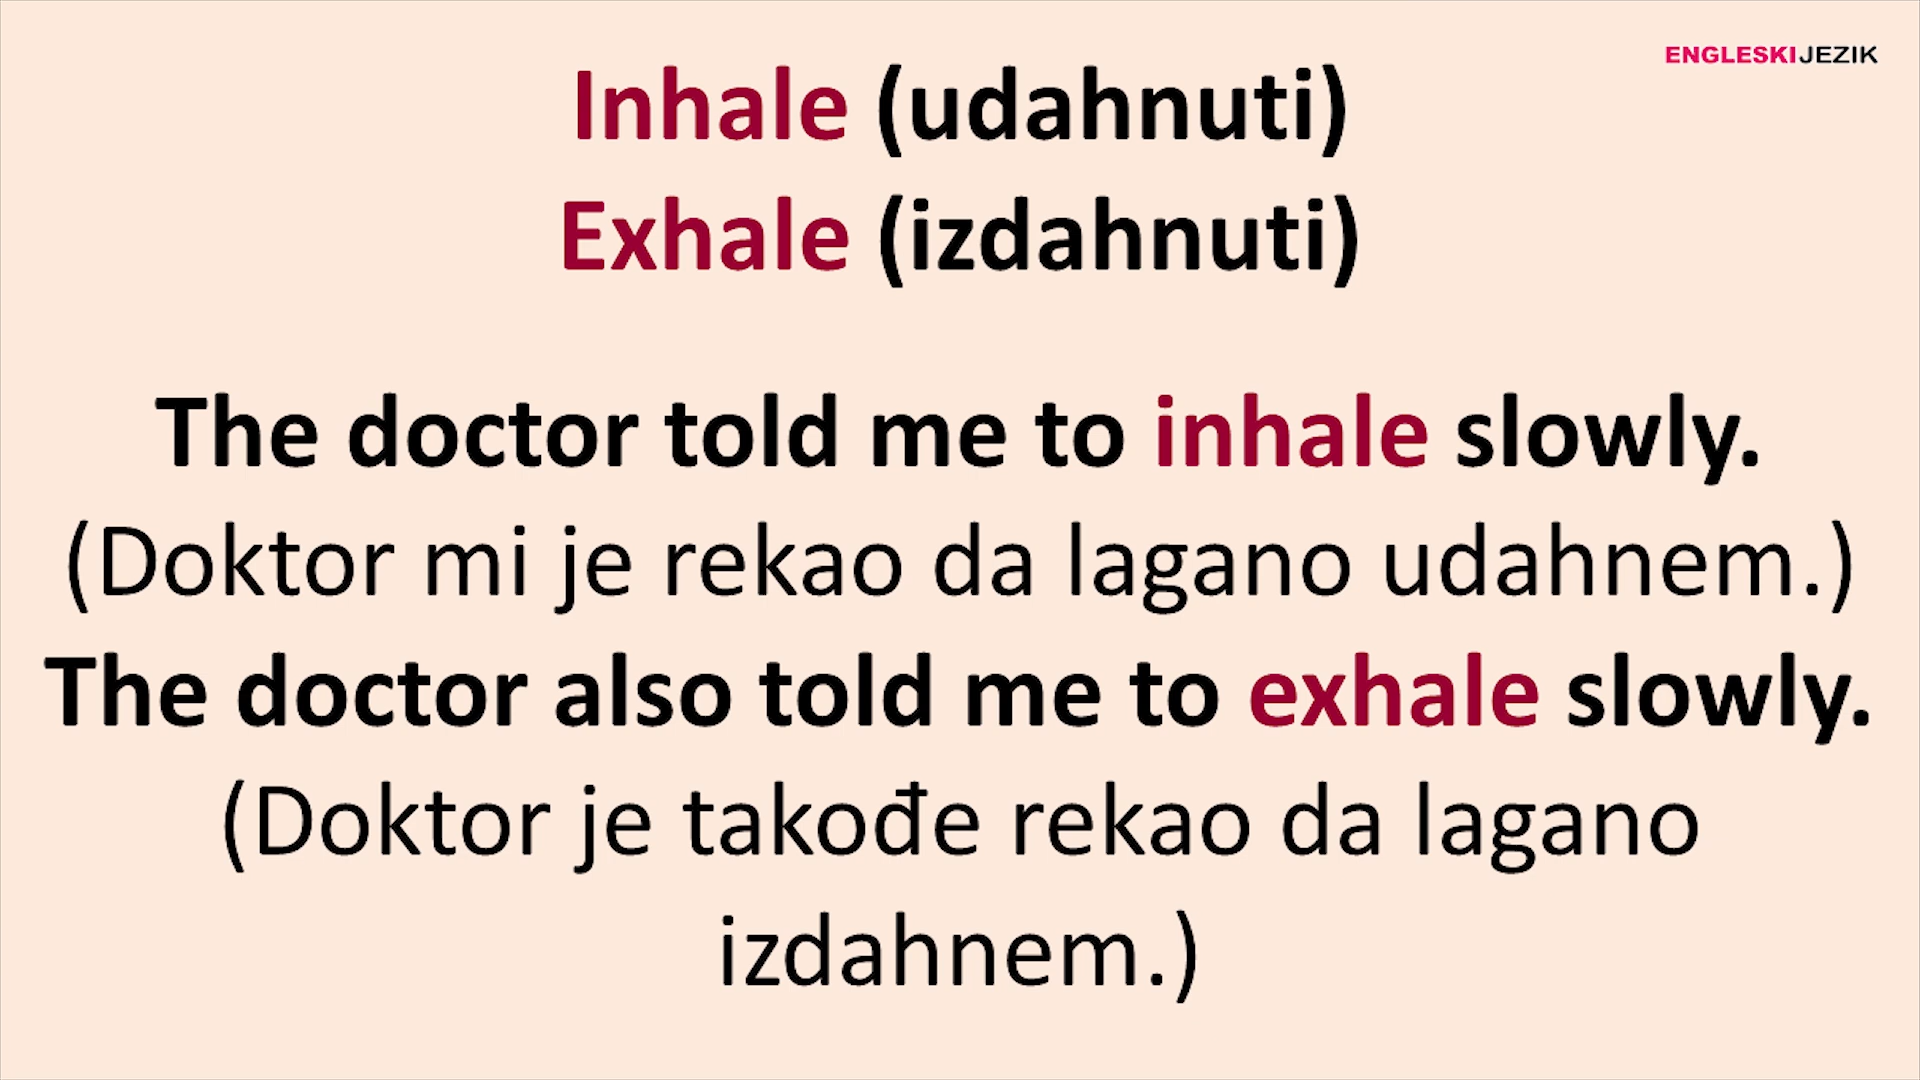 ENGLESKIJEZIK
Inhale (udahnuti)
Exhale (izdahnuti)
The doctor told me to inhale slowly.
(Doktor mi je rekao da lagano udahnem.)
The doctor also told me to exhale slowly.
(Doktor je takođe rekao da lagano
izdahnem.)